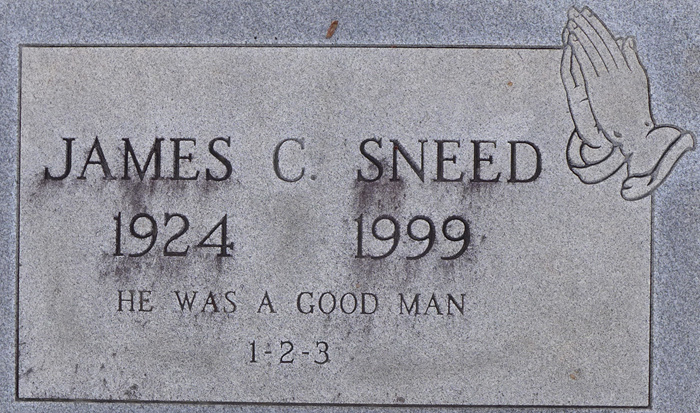 JAMES C. SNEED
1924 1999
HE WAS A GOOD MAN
1-2-3